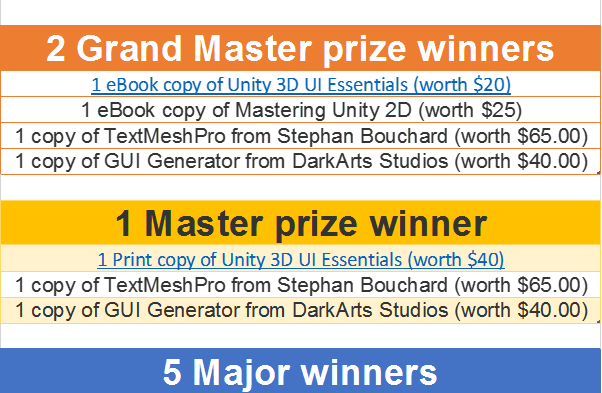 2 Grand Master prize winners
1 eBook copy of Unity 3D UI Essentials (worth $20)
1 eBook copy of Mastering Unity 2D (worth $25)
1 copy of TextMeshPro from Stephan Bouchard (worth $65.00)
1 copy of GUI Generator from DarkArts Studios (worth $40.00)
1 Master prize winner
1 Print copy of Unity 3D UI Essentials (worth $40)
1 copy of TextMeshPro from Stephan Bouchard (worth $65.00)
1 copy of GUI Generator from DarkArts Studios (worth $40.00)
5 Major winners